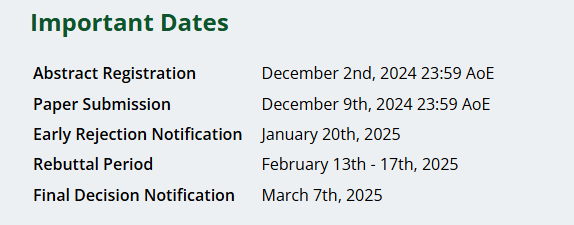 Important Dates
Abstract Registration December 2nd, 2024 23:59 AoE
Paper Submission December 9th, 2024 23:59 AoE
Early Rejection Notification January 20th, 2025
Rebuttal Period February 13th - 17th, 2025
Final Decision Notification March 7th, 2025